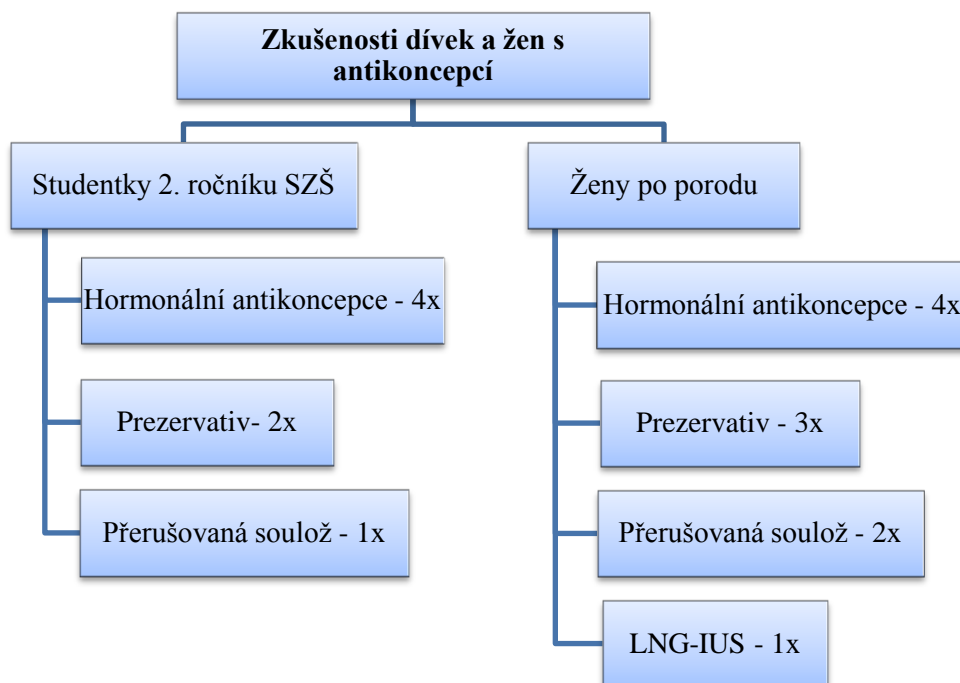 Zkušenosti dívek a žen s
antikoncepcí
Studentky 2. ročníku SZŠ
Hormonální antikoncepce - 4x
Prezervativ- 2x
Přerušovaná soulož - 1x
Ženy po porodu
Hormonální antikoncepce - 4x
Prezervativ - 3x
Přerušovaná soulož - 2x
LNG-IUS - 1x